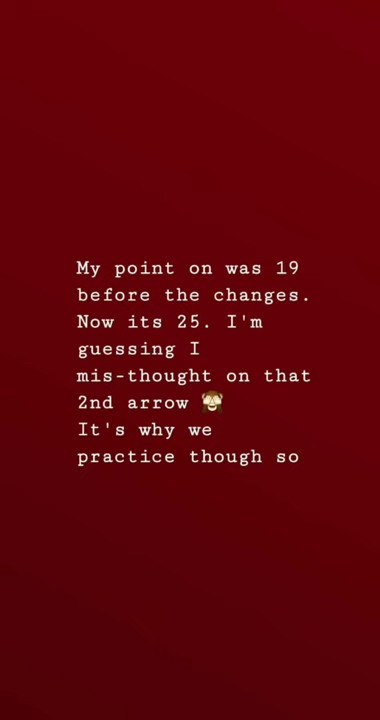 My point on was 19
before the changes.
Now its 25. I'm
guessing I
mis-thought on that
2nd arrow 🙈
It's why we
practice though so